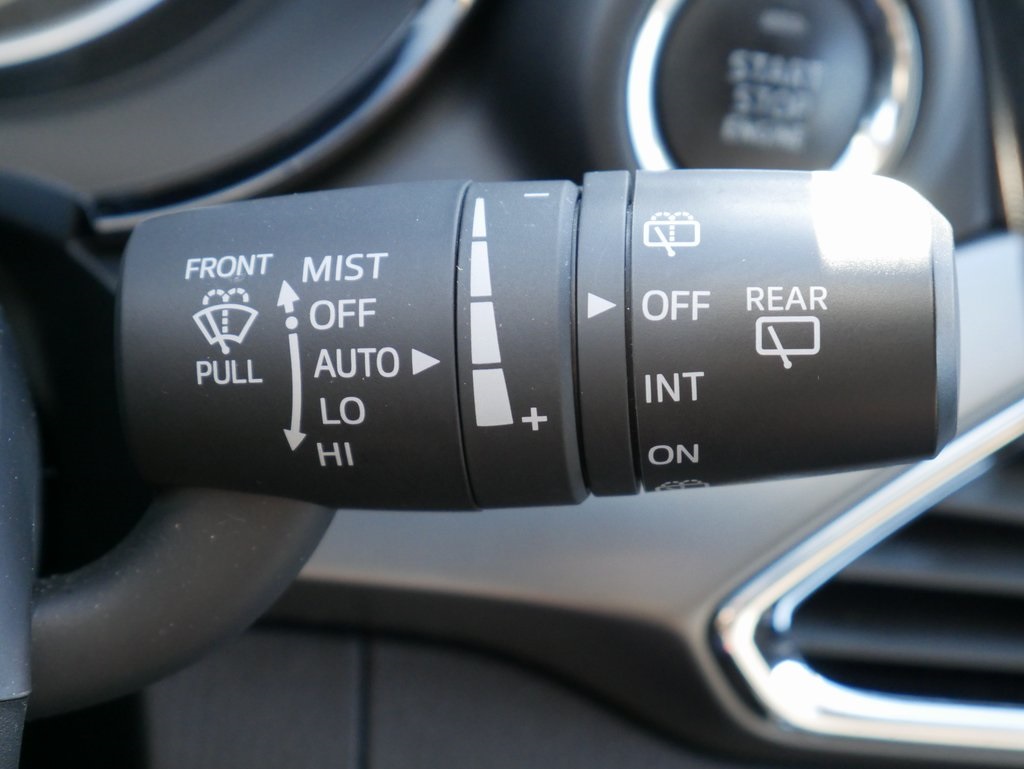 START
STOP
ENGINE
FRONT
PULL
MIST
OFF
AUTO
LO
HI
−
+
OFF
INT
ON
REAR